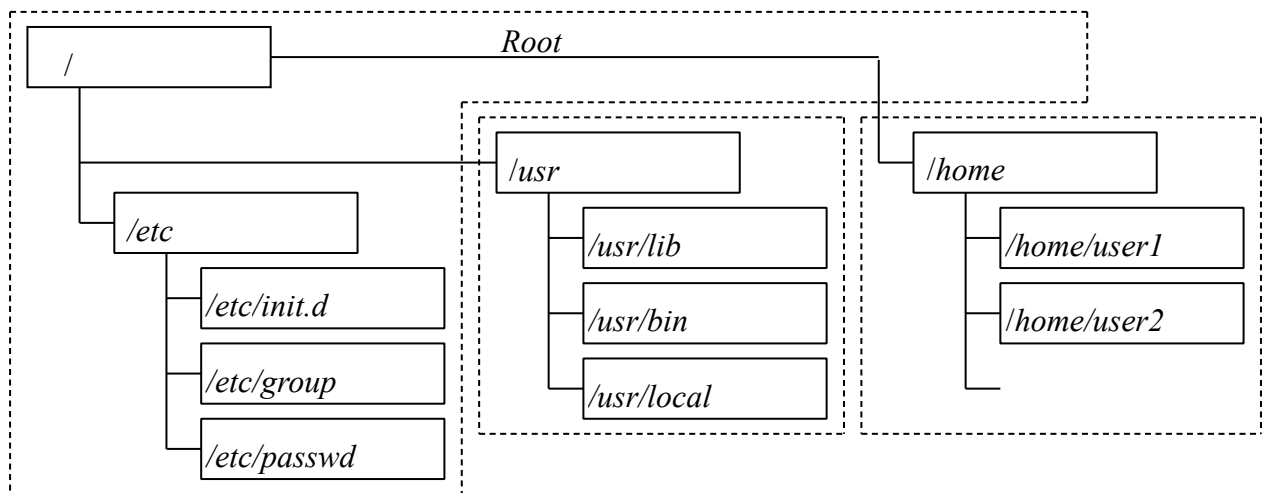 Root
/
/usr
/home
/etc
/usr/lib
/home/user1
/etc/init.d
/usr/bin
/home/user2
/etc/group
/usr/local
/etc/passwd